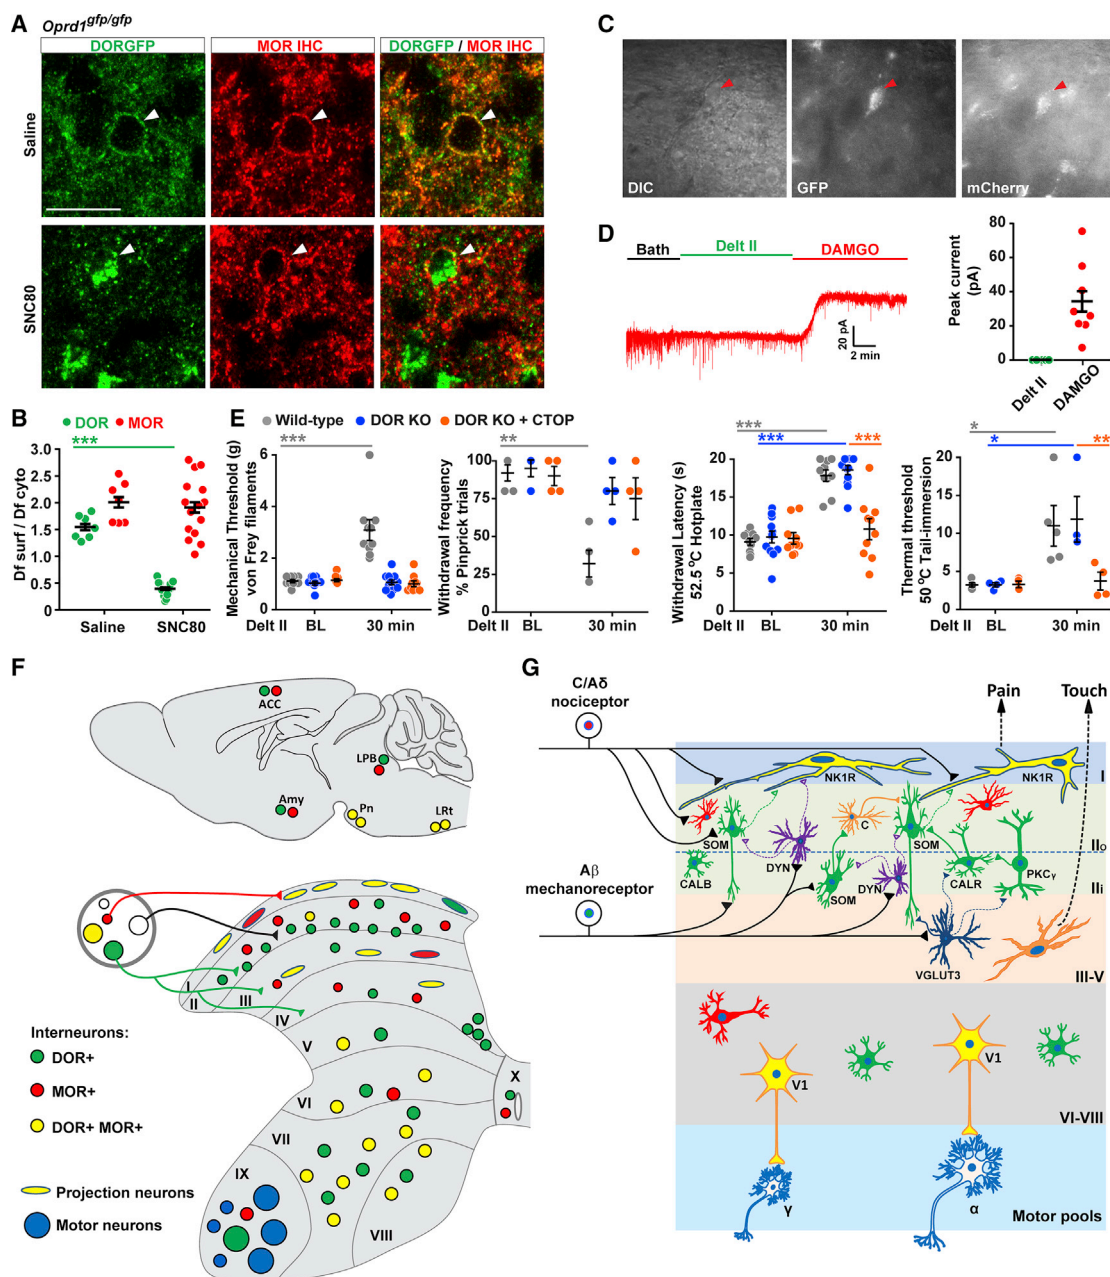 A
Oprd1gfp/gfp
DORGFP
MOR IHC
DORGFP / MOR IHC
Saline
SNC80
B
DOR
MOR
***
Df surf / Df cyto
3.0
2.5
2.0
1.5
1.0
0.5
0
Saline
SNC80
C
DIC
GFP
mCherry
D
Bath
Delt II
DAMGO
20 pA
2 min
Peak current
(pA)
80
60
40
20
0
Delt II
DAMGO
E
Wild-type
DOR KO
DOR KO + CTOP
***
Mechanical Threshold (g)
von Frey filaments
6
4
2
0
Delt II
BL
30 min
**
Withdrawal frequency
% Pinprick trials
100
75
50
25
0
Delt II
BL
30 min
***
***
***
Withdrawal Latency (s)
52.5 °C Hotplate
20
15
10
5
0
Delt II
BL
30 min
*
*
**
Thermal threshold
50 °C Tail-immersion
20
15
10
5
0
Delt II
BL
30 min
F
ACC
LPB
Amy
Pn
LRt
I
II
III
IV
V
VI
VII
VIII
IX
X
Interneurons:
DOR+
MOR+
DOR+ MOR+
Projection neurons
Motor neurons
G
C/Aδ
nociceptor
Pain
Touch
NK1R
NK1R
I
SOM
C
SOM
IIo
DYN
CALB
SOM
DYN
CALR
PKCγ
IIi
Aβ
mechanoreceptor
VGLUT3
III-V
V1
V1
VI-VIII
γ
α
Motor pools